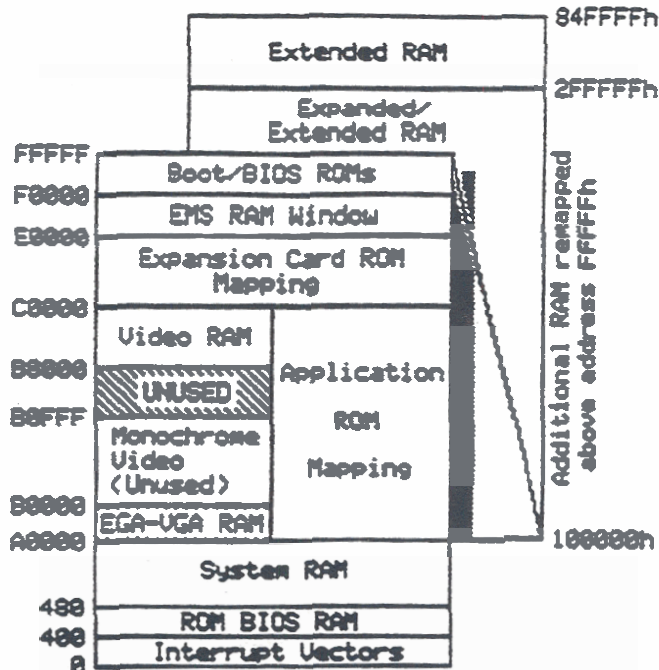 84FFFFh
Extended RAM
2FFFFFh
Expanded/
Extended RAM
FFFFF
Boot/BIOS ROMs
F0000
EMS RAM Window
E0000
Expansion Card ROM
Mapping
C0000
Video RAM
B8000
UNUSED
B0FFF
Monochrome
Video
(Unused)
B0000
EGA-VGA RAM
A0000
Application
ROM
Mapping
Additional RAM remapped
above address FFFFFh
100000h
System RAM
480
ROM BIOS RAM
400
Interrupt Vectors
0